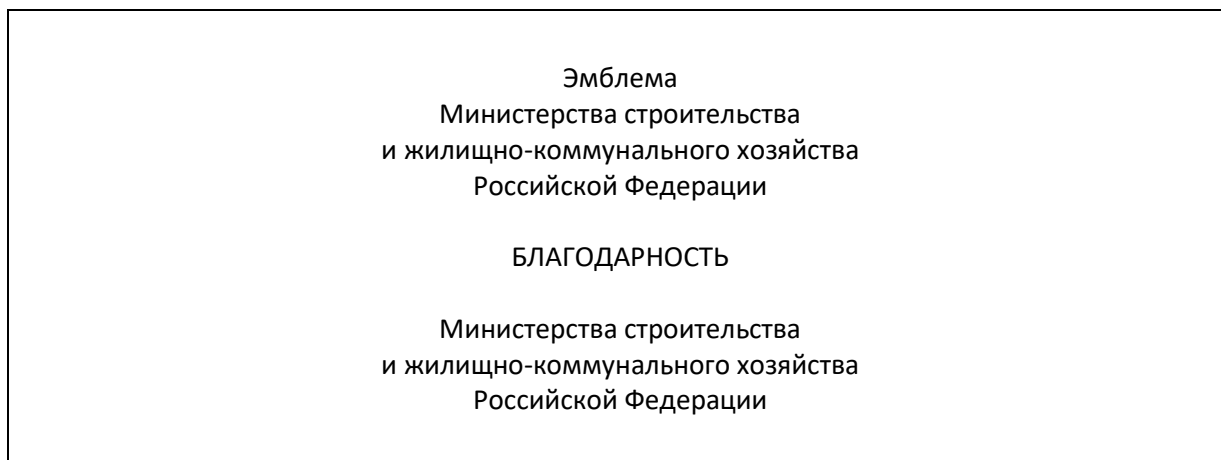 Эмблема
Министерства строительства
и жилищно-коммунального хозяйства
Российской Федерации
БЛАГОДАРНОСТЬ
Министерства строительства
и жилищно-коммунального хозяйства
Российской Федерации